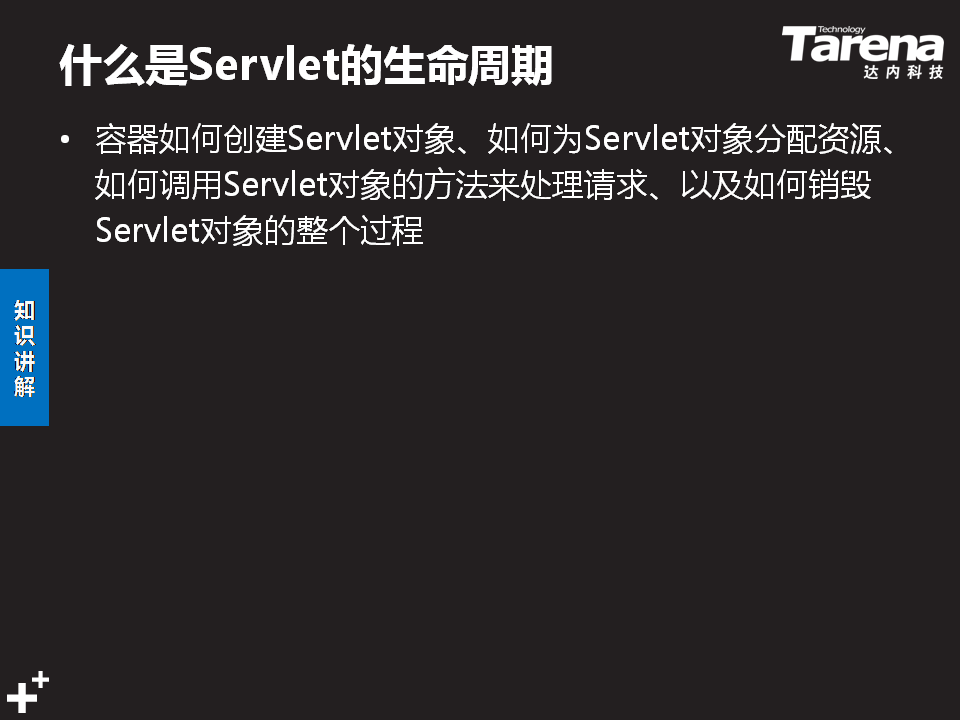 什么是Servlet的生命周期
Technology
Tarena
达内科技
• 容器如何创建Servlet对象、如何为Servlet对象分配资源、
如何调用Servlet对象的方法来处理请求、以及如何销毁
Servlet对象的整个过程
知识讲解